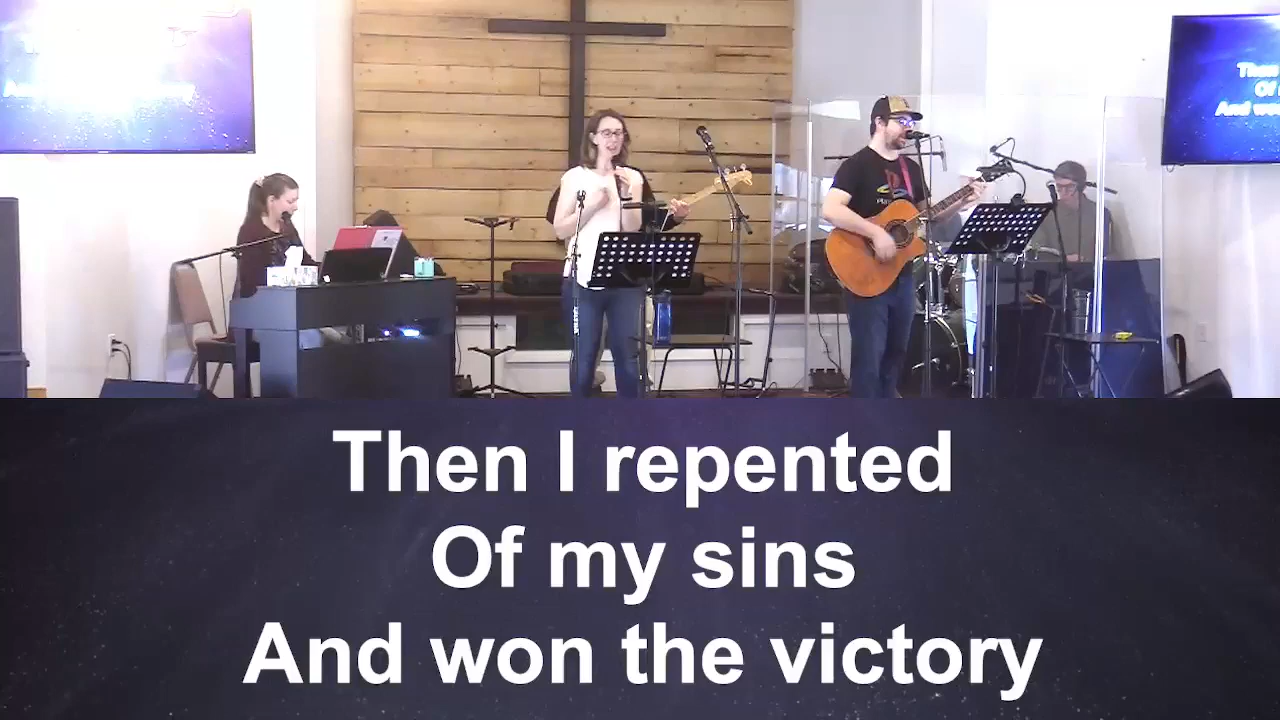 Then I repented
Of my sins
And won the victory